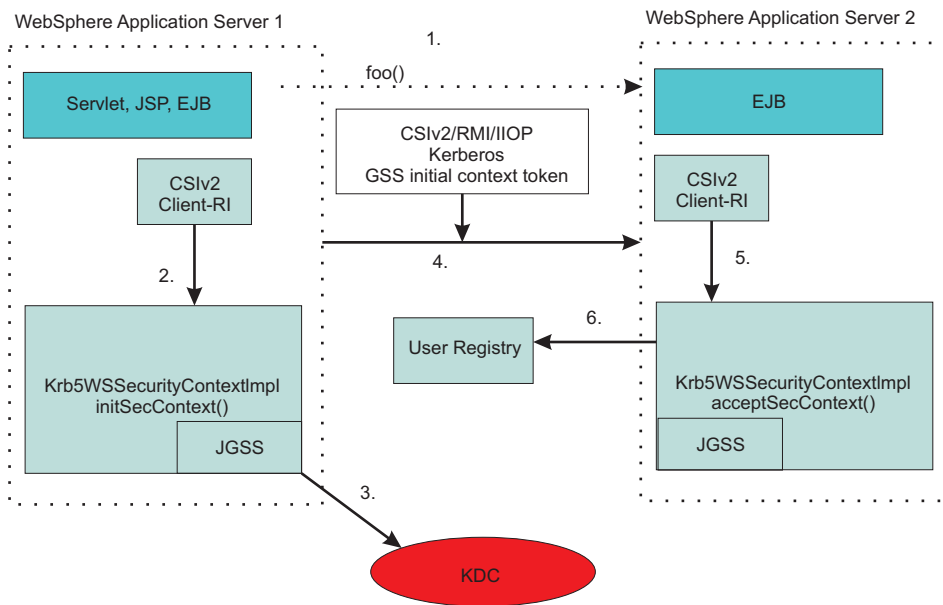 WebSphere Application Server 1
WebSphere Application Server 2
1.
foo()
Servlet, JSP, EJB
EJB
CSIv2/RMI/IIOP
Kerberos
GSS initial context token
CSIv2
Client-RI
CSIv2
Client-RI
2.
4.
5.
6.
User Registry
Krb5WSSecurityContextImpl
initSecContext()
JGSS
Krb5WSSecurityContextImpl
acceptSecContext()
JGSS
3.
KDC